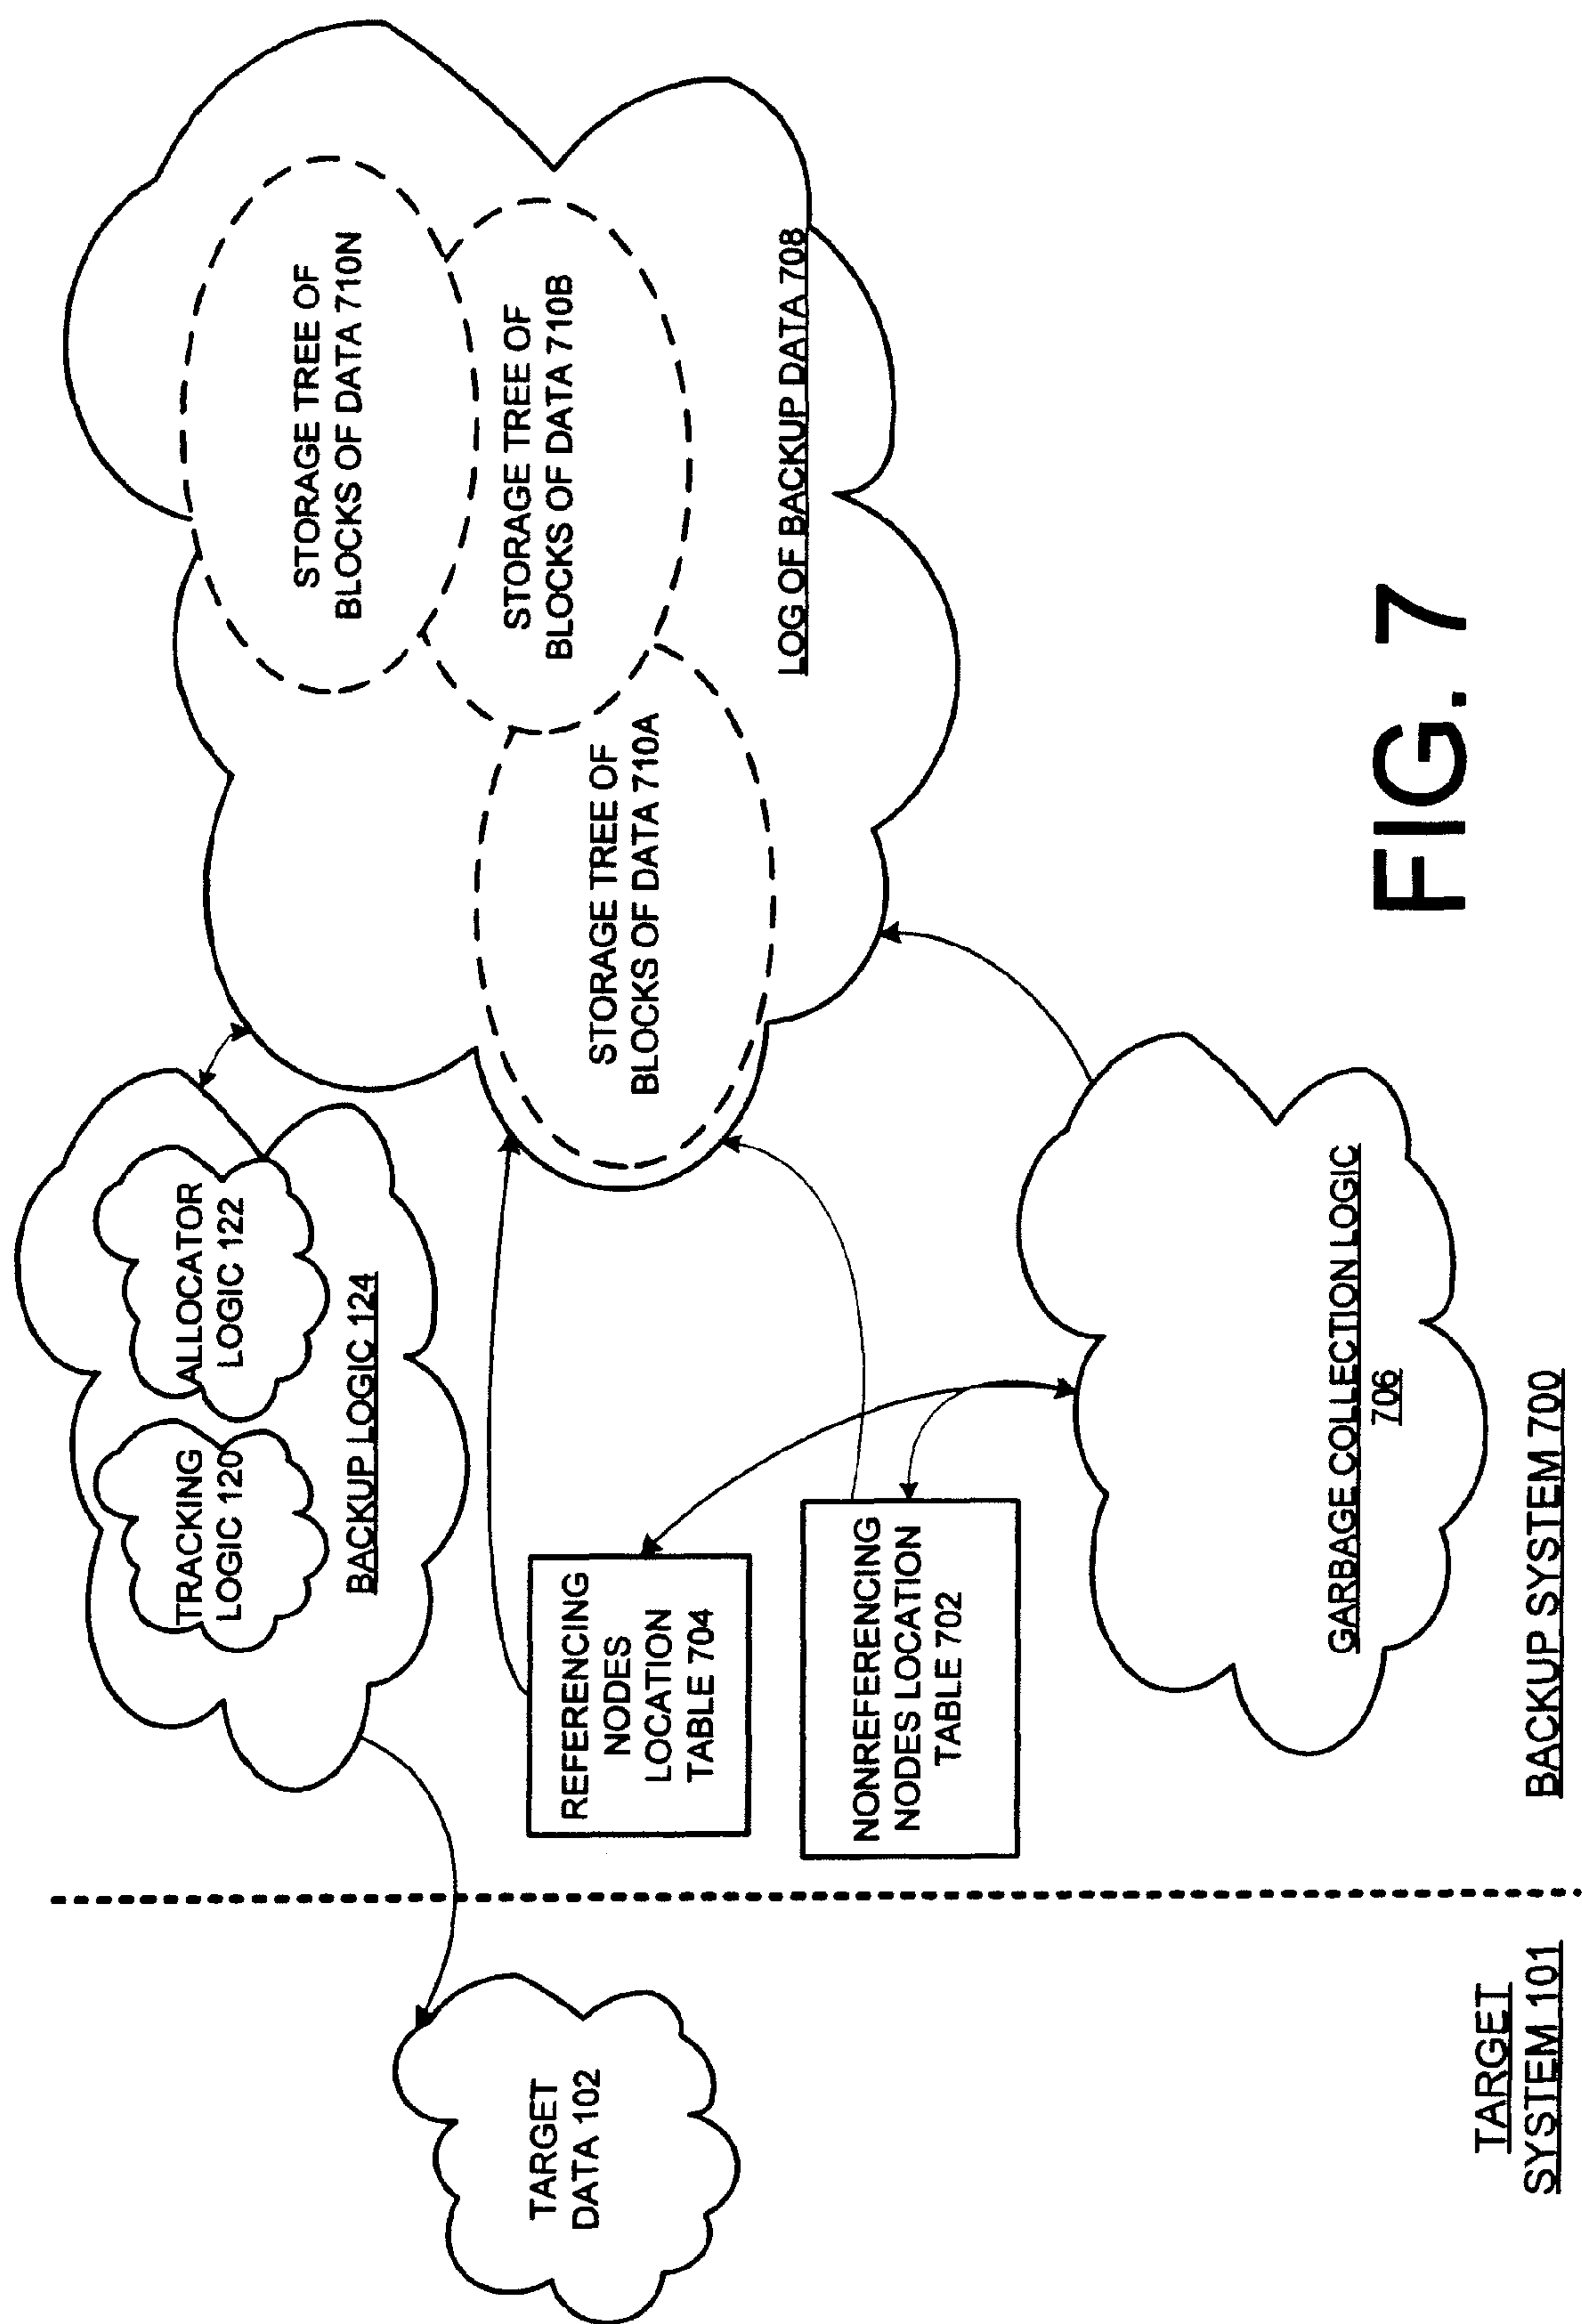 TARGET
DATA 102
TARGET
SYSTEM 101
TRACKING
LOGIC 120
ALLOCATOR
LOGIC 122
BACKUP LOGIC 124
REFERENCING
NODES
LOCATION
TABLE 704
NONREFERENCING
NODES LOCATION
TABLE 702
GARBAGE COLLECTION LOGIC
706
BACKUP SYSTEM 700
STORAGE TREE OF
BLOCKS OF DATA 710N
STORAGE TREE OF
BLOCKS OF DATA 710B
STORAGE TREE OF
BLOCKS OF DATA 710A
LOG OF BACKUP DATA 708
FIG. 7